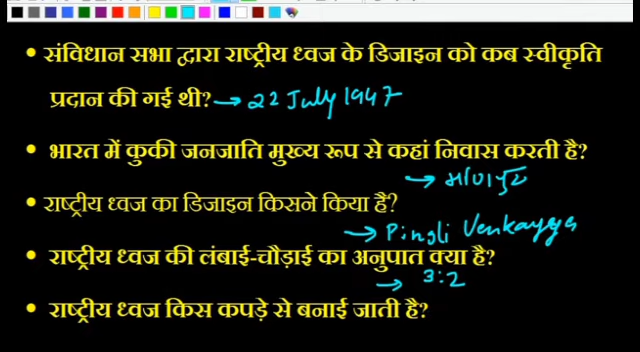 संविधान सभा द्वारा राष्ट्रीय ध्वज के डिजाइन को कब स्वीकृति
प्रदान की गई थी? → 22 July 1947
भारत में कुकी जनजाति मुख्य रूप से कहां निवास करती है?
→ मणिपुर
राष्ट्रीय ध्वज का डिजाइन किसने किया है?
→ Pingli Venkayya
राष्ट्रीय ध्वज की लंबाई-चौड़ाई का अनुपात क्या है?
→ 3:2
राष्ट्रीय ध्वज किस कपड़े से बनाई जाती है?